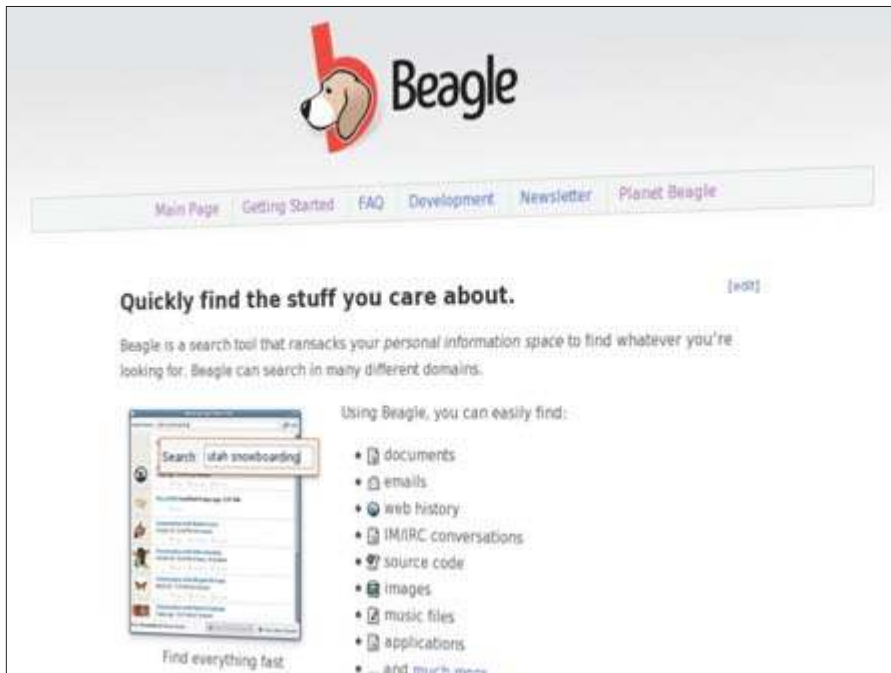 Beagle
Main Page Getting Started FAQ Development Newsletter Planet Beagle
Quickly find the stuff you care about.
[edit]
Beagle is a search tool that ransacks your personal information space to find whatever you're
looking for. Beagle can search in many different domains.
Using Beagle, you can easily find:
Search: utah snowboarding
• documents
• emails
• web history
• IM/IRC conversations
• source code
• images
• music files
• applications
• ... and much more
Find everything fast